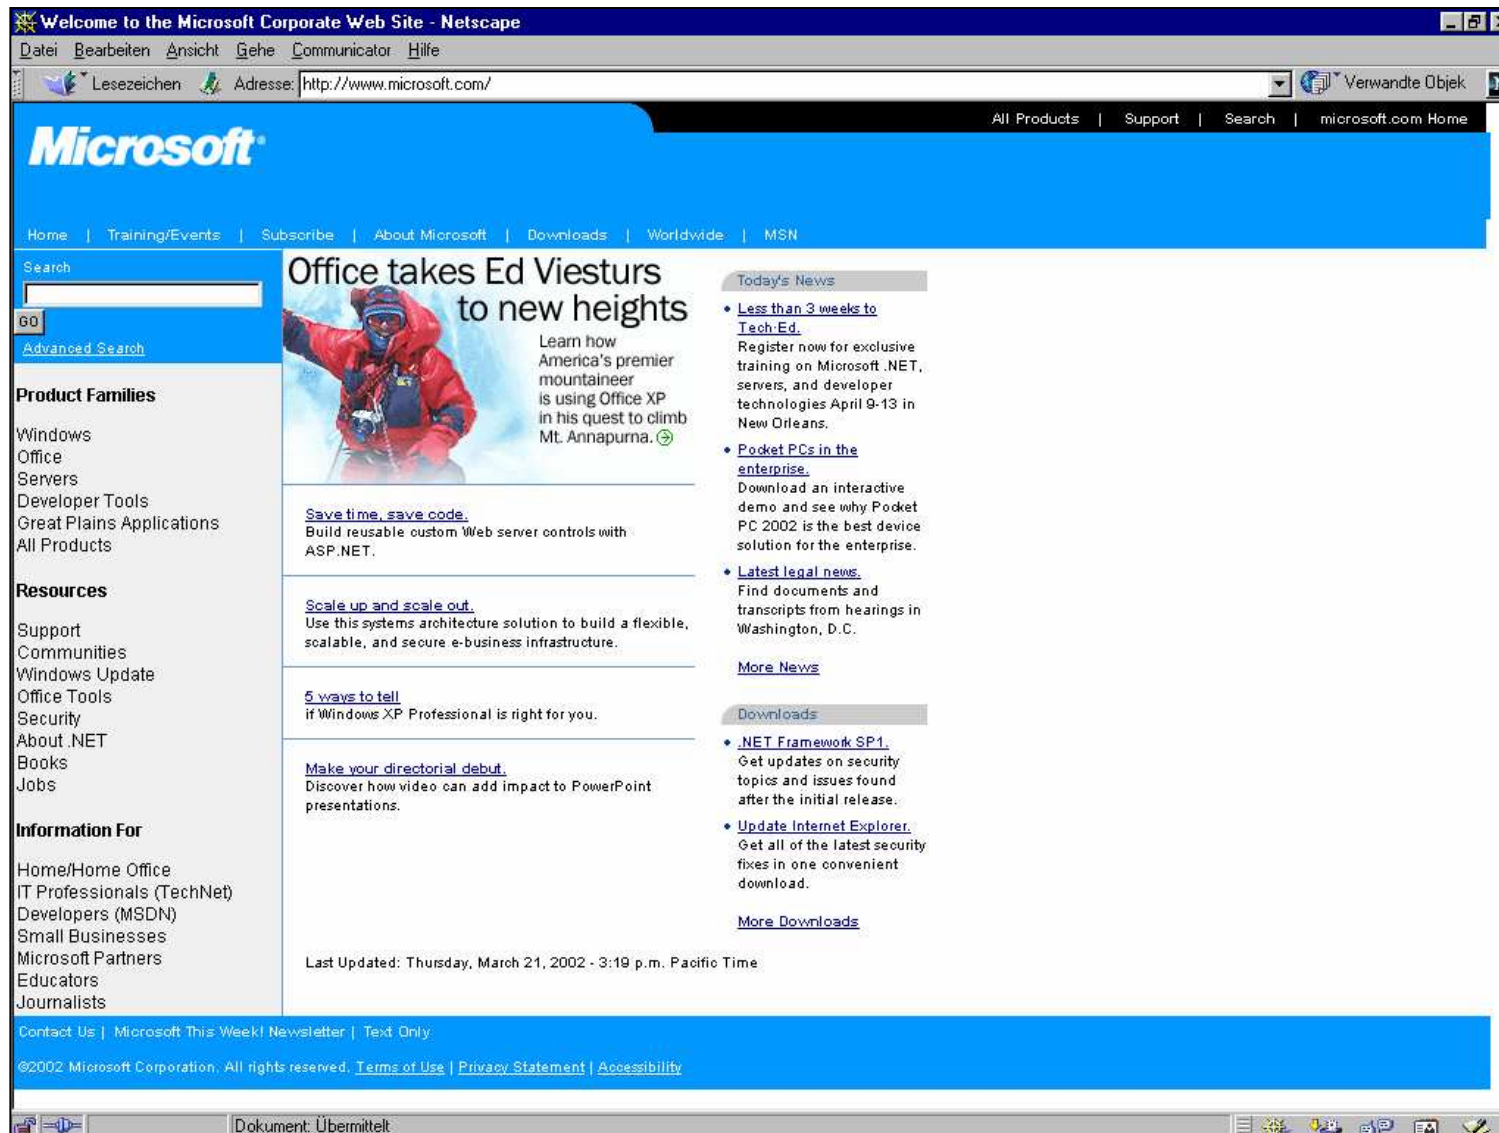 Welcome to the Microsoft Corporate Web Site - Netscape
Datei Bearbeiten Ansicht Gehe Communicator Hilfe
Lesezeichen Adresse: http://www.microsoft.com/ Verwandte Objek
All Products | Support | Search | microsoft.com Home
Microsoft®
Home | Training/Events | Subscribe | About Microsoft | Downloads | Worldwide | MSN
Search
GO
Advanced Search
Product Families
Windows
Office
Servers
Developer Tools
Great Plains Applications
All Products
Resources
Support
Communities
Windows Update
Office Tools
Security
About .NET
Books
Jobs
Information For
Home/Home Office
IT Professionals (TechNet)
Developers (MSDN)
Small Businesses
Microsoft Partners
Educators
Journalists
Office takes Ed Viesturs
to new heights
Learn how
America's premier
mountaineer
is using Office XP
in his quest to climb
Mt. Annapurna.
Save time, save code.
Build reusable custom Web server controls with
ASP.NET.
Scale up and scale out.
Use this systems architecture solution to build a flexible,
scalable, and secure e-business infrastructure.
5 ways to tell
if Windows XP Professional is right for you.
Make your directorial debut.
Discover how video can add impact to PowerPoint
presentations.
Today's News
• Less than 3 weeks to
Tech·Ed.
Register now for exclusive
training on Microsoft .NET,
servers, and developer
technologies April 9-13 in
New Orleans.
• Pocket PCs in the
enterprise.
Download an interactive
demo and see why Pocket
PC 2002 is the best device
solution for the enterprise.
• Latest legal news.
Find documents and
transcripts from hearings in
Washington, D.C.
More News
Downloads
• .NET Framework SP1.
Get updates on security
topics and issues found
after the initial release.
• Update Internet Explorer.
Get all of the latest security
fixes in one convenient
download.
More Downloads
Last Updated: Thursday, March 21, 2002 - 3:19 p.m. Pacific Time
Contact Us | Microsoft This Week! Newsletter | Text Only
©2002 Microsoft Corporation. All rights reserved. Terms of Use | Privacy Statement | Accessibility
Dokument: Übermittelt